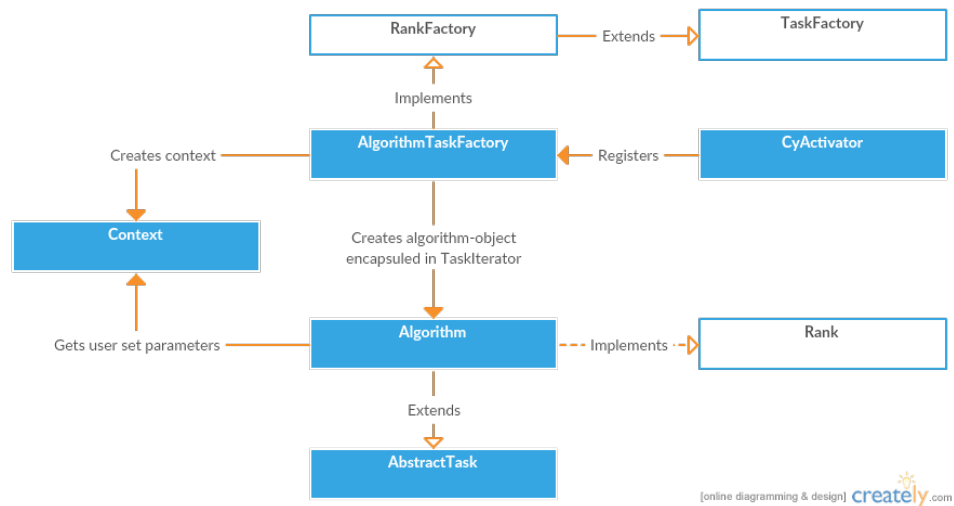 RankFactory
Extends
TaskFactory
Implements
AlgorithmTaskFactory
Registers
CyActivator
Creates context
Context
Creates algorithm-object
encapsuled in TaskIterator
Gets user set parameters
Algorithm
Implements
Rank
Extends
AbstractTask
[online diagramming & design] creately.com